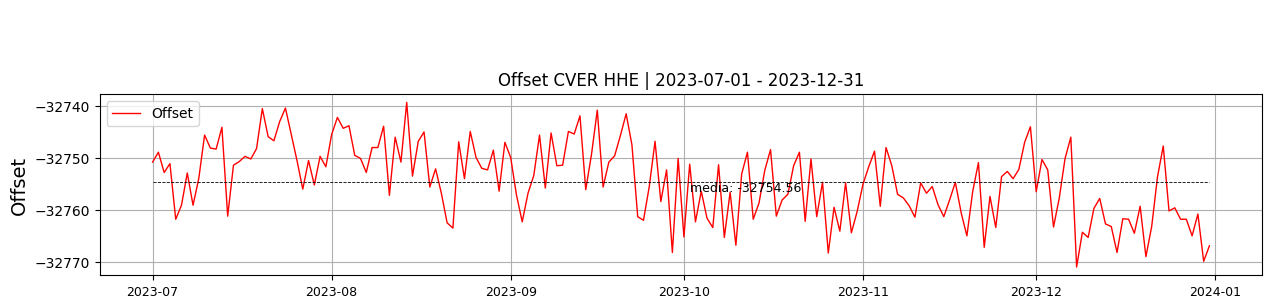 Offset CVER HHE | 2023-07-01 - 2023-12-31
Offset
Offset
−32740
−32750
−32760
−32770
media: -32754.56
2023-07
2023-08
2023-09
2023-10
2023-11
2023-12
2024-01